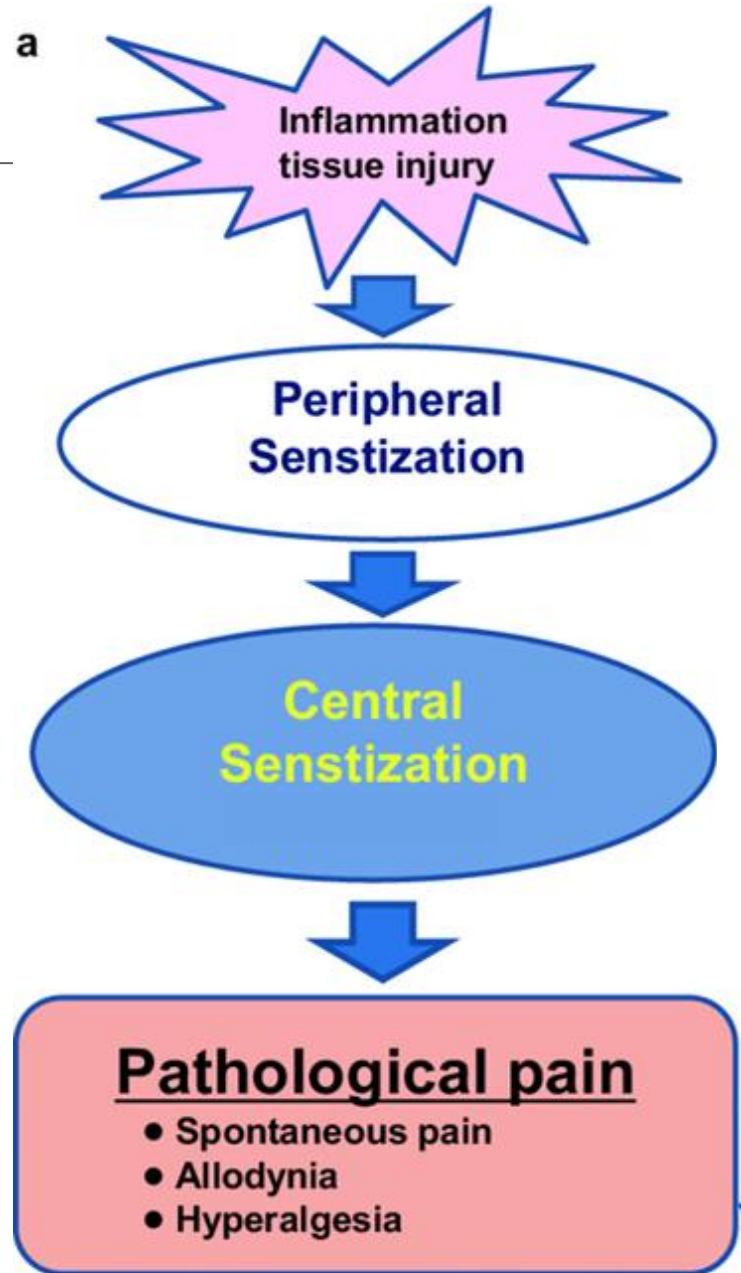 a
Inflammation
tissue injury
Peripheral
Senstization
Central
Senstization
Pathological pain
● Spontaneous pain
● Allodynia
● Hyperalgesia